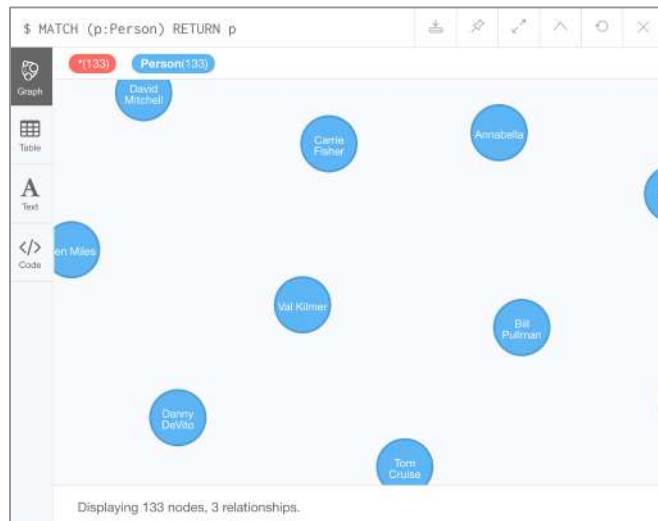 $ MATCH (p:Person) RETURN p
*(133) Person(133)
Graph
Table
Text
Code
David
Mitchell
Carrie
Fisher
Annabella
en Miles
Val Kilmer
Bill
Pullman
Danny
DeVito
Tom
Cruise
Displaying 133 nodes, 3 relationships.